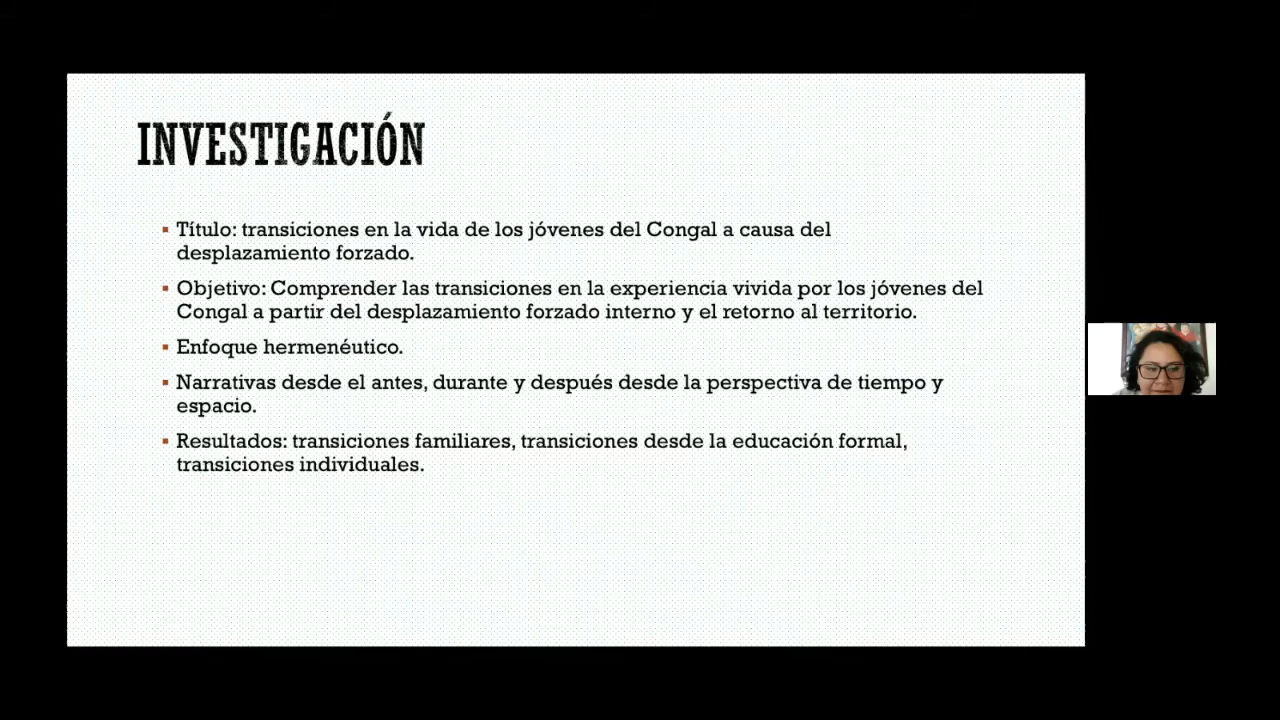 INVESTIGACIÓN
Título: transiciones en la vida de los jóvenes del Congal a causa del
desplazamiento forzado.
Objetivo: Comprender las transiciones en la experiencia vivida por los jóvenes del
Congal a partir del desplazamiento forzado interno y el retorno al territorio.
Enfoque hermenéutico.
Narrativas desde el antes, durante y después desde la perspectiva de tiempo y
espacio.
Resultados: transiciones familiares, transiciones desde la educación formal,
transiciones individuales.